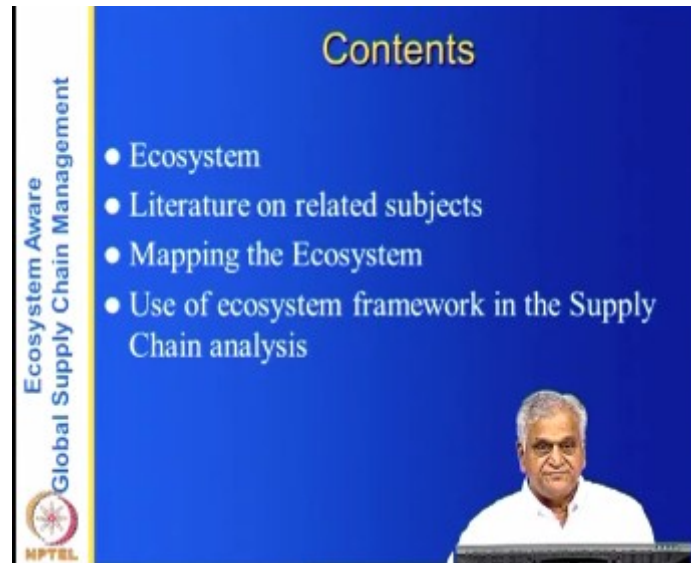 Contents
Ecosystem
Literature on related subjects
Mapping the Ecosystem
Use of ecosystem framework in the Supply
Chain analysis
Ecosystem Aware
Global Supply Chain Management
NPTEL